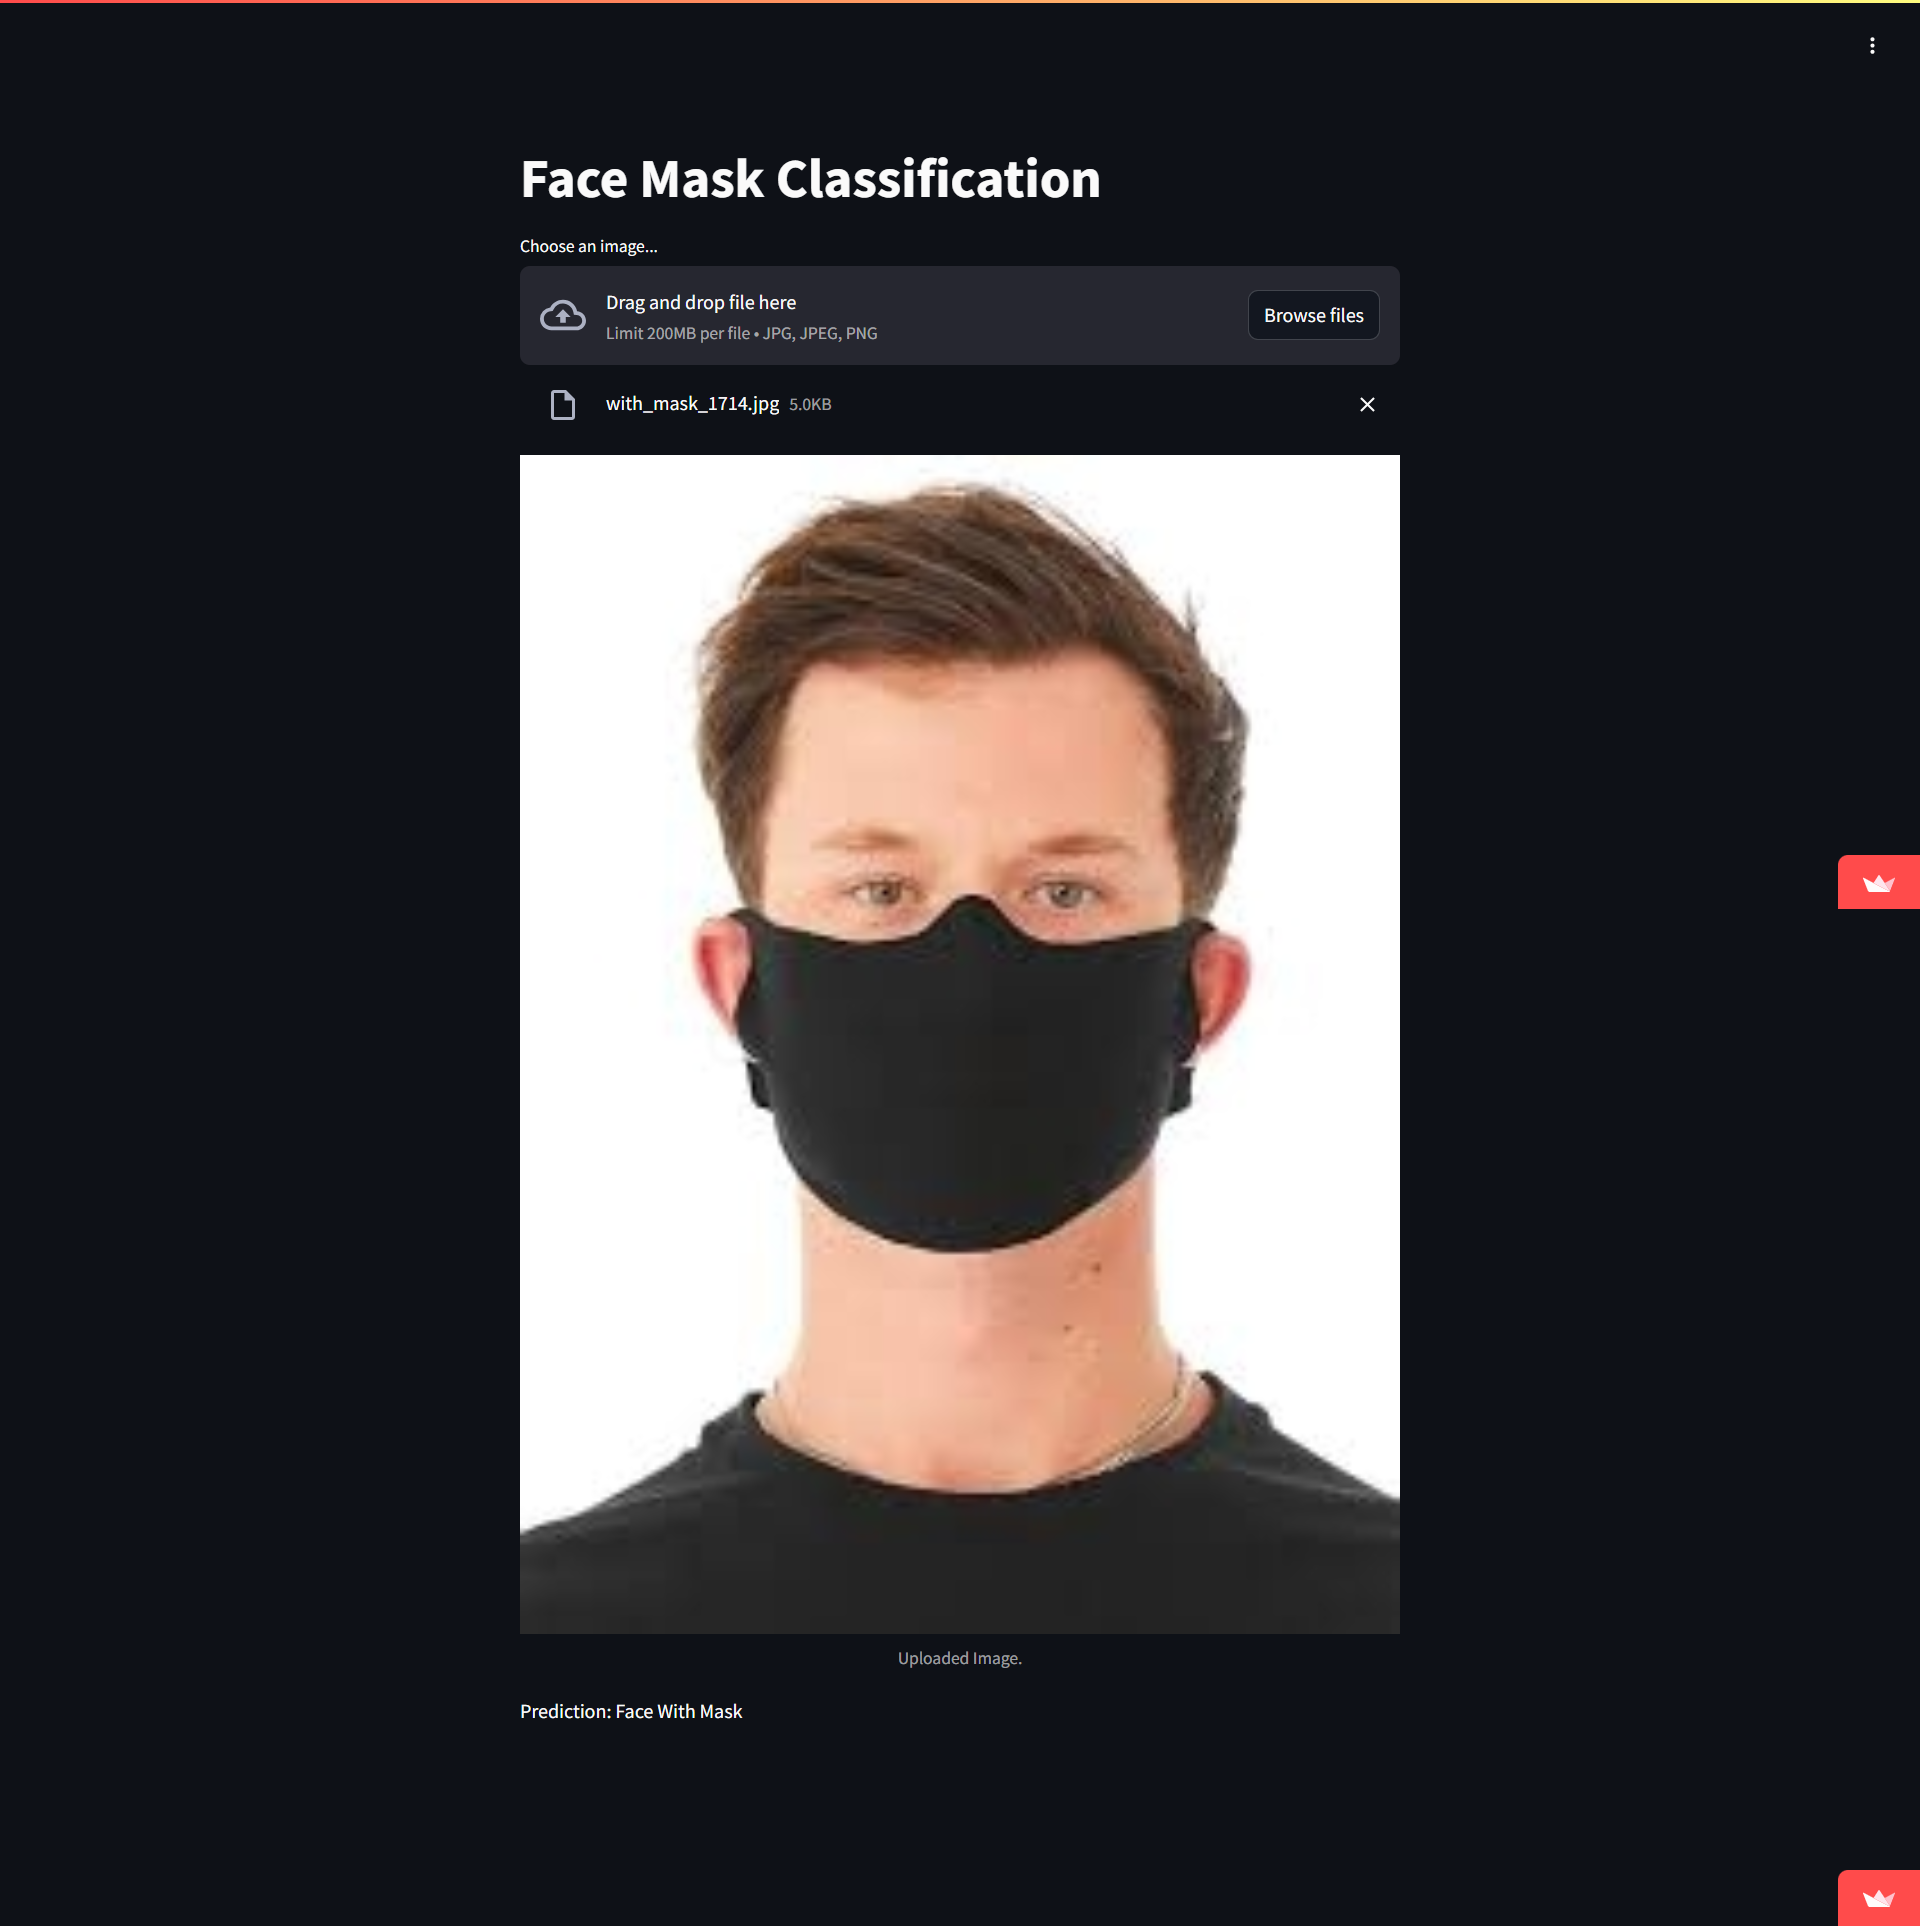 Face Mask Classification
Choose an image...
Drag and drop file here
Limit 200MB per file • JPG, JPEG, PNG
Browse files
with_mask_1714.jpg 5.0KB
Uploaded Image.
Prediction: Face With Mask